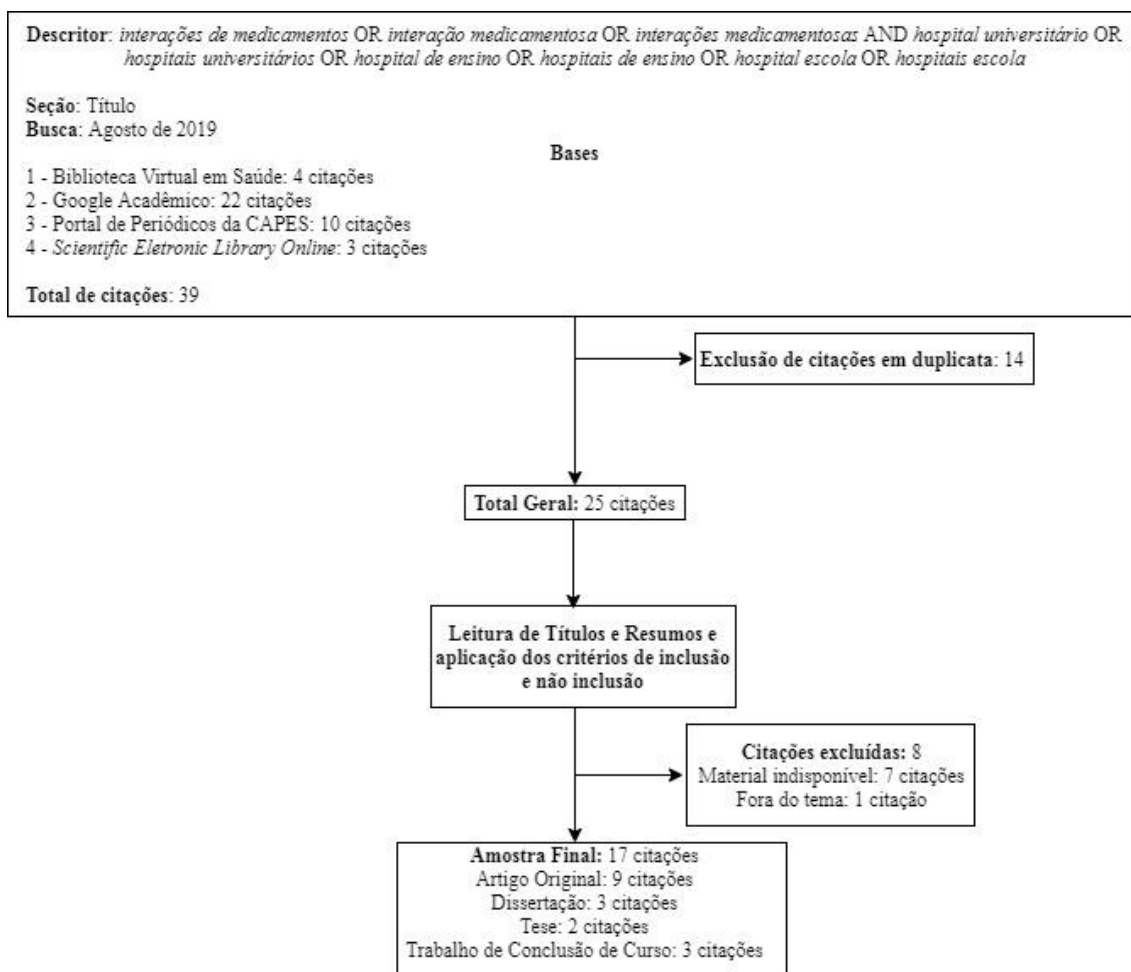 Descritor: interações de medicamentos OR interação medicamentosa OR interações medicamentosas AND hospital universitário OR
hospitais universitários OR hospital de ensino OR hospitais de ensino OR hospital escola OR hospitais escola
Seção: Título
Busca: Agosto de 2019
Bases
1 - Biblioteca Virtual em Saúde: 4 citações
2 - Google Acadêmico: 22 citações
3 - Portal de Periódicos da CAPES: 10 citações
4 - Scientific Eletronic Library Online: 3 citações
Total de citações: 39
Exclusão de citações em duplicata: 14
Total Geral: 25 citações
Leitura de Títulos e Resumos e
aplicação dos critérios de inclusão
e não inclusão
Citações excluídas: 8
Material indisponível: 7 citações
Fora do tema: 1 citação
Amostra Final: 17 citações
Artigo Original: 9 citações
Dissertação: 3 citações
Tese: 2 citações
Trabalho de Conclusão de Curso: 3 citações